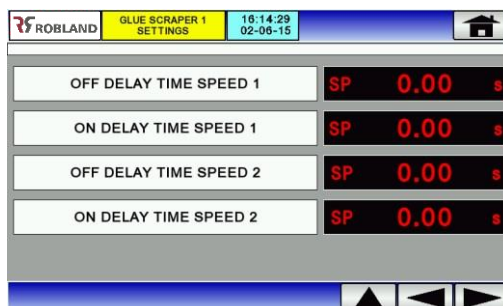 RS ROBLAND
GLUE SCRAPER 1
SETTINGS
16:14:29
02-06-15
OFF DELAY TIME SPEED 1 SP 0.00 s
ON DELAY TIME SPEED 1 SP 0.00 s
OFF DELAY TIME SPEED 2 SP 0.00 s
ON DELAY TIME SPEED 2 SP 0.00 s